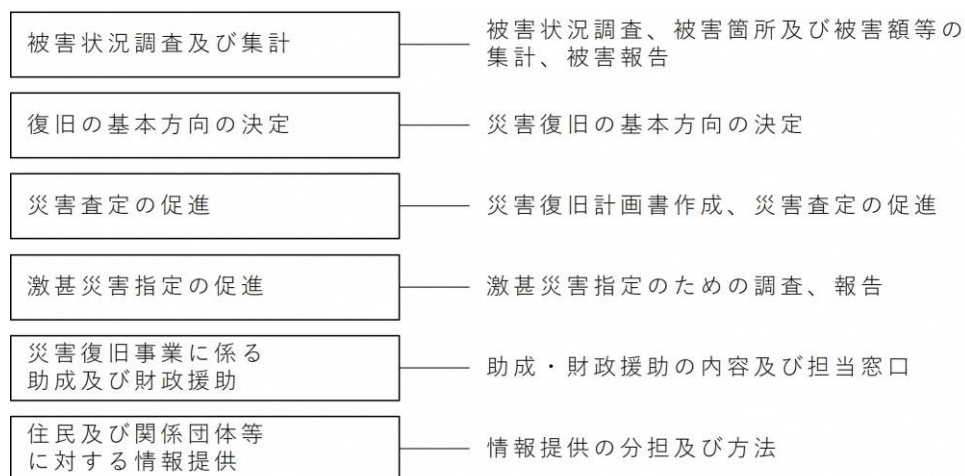 被害状況調査及び集計
被害状況調査、被害箇所及び被害額等の
集計、被害報告
復旧の基本方向の決定
災害復旧の基本方向の決定
災害査定の促進
災害復旧計画書作成、災害査定の促進
激甚災害指定の促進
激甚災害指定のための調査、報告
災害復旧事業に係る
助成及び財政援助
助成・財政援助の内容及び担当窓口
住民及び関係団体等
に対する情報提供
情報提供の分担及び方法